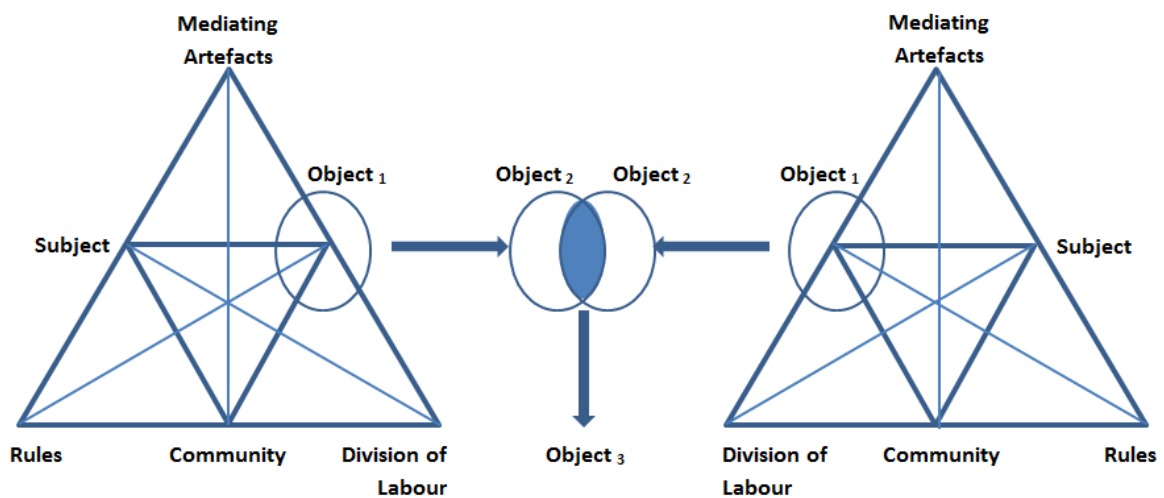 Mediating
Artefacts
Mediating
Artefacts
Object 1
Object 2
Object 2
Object 1
Subject
Subject
Rules
Community
Division of
Labour
Object 3
Division of
Labour
Community
Rules